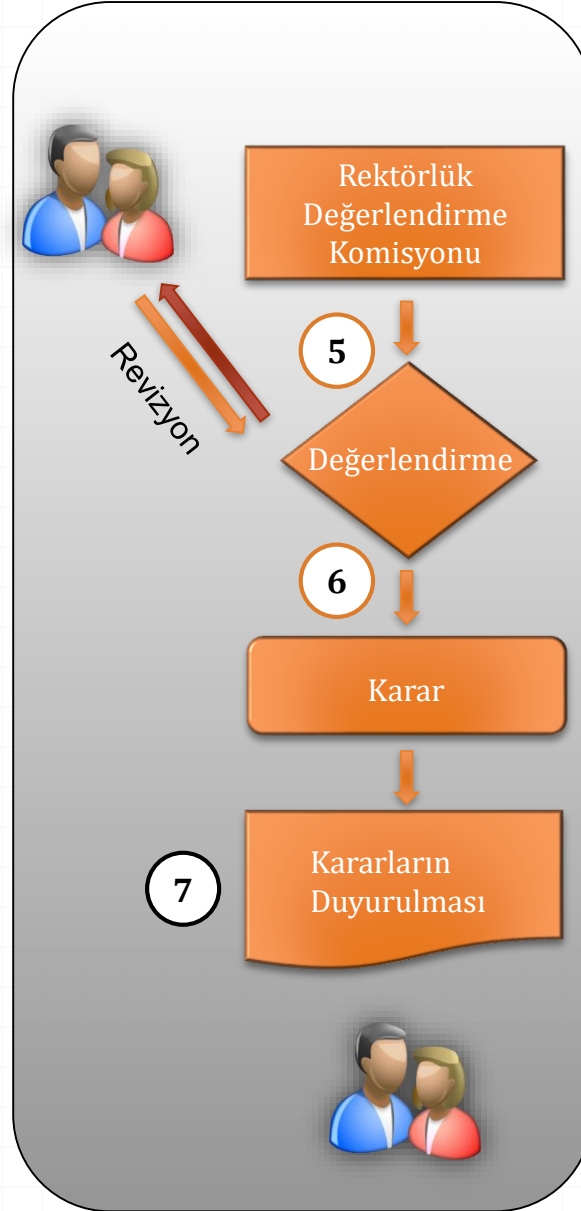 Rektörlük
Değerlendirme
Komisyonu
5
Revizyon
Değerlendirme
6
Karar
7
Kararların
Duyurulması